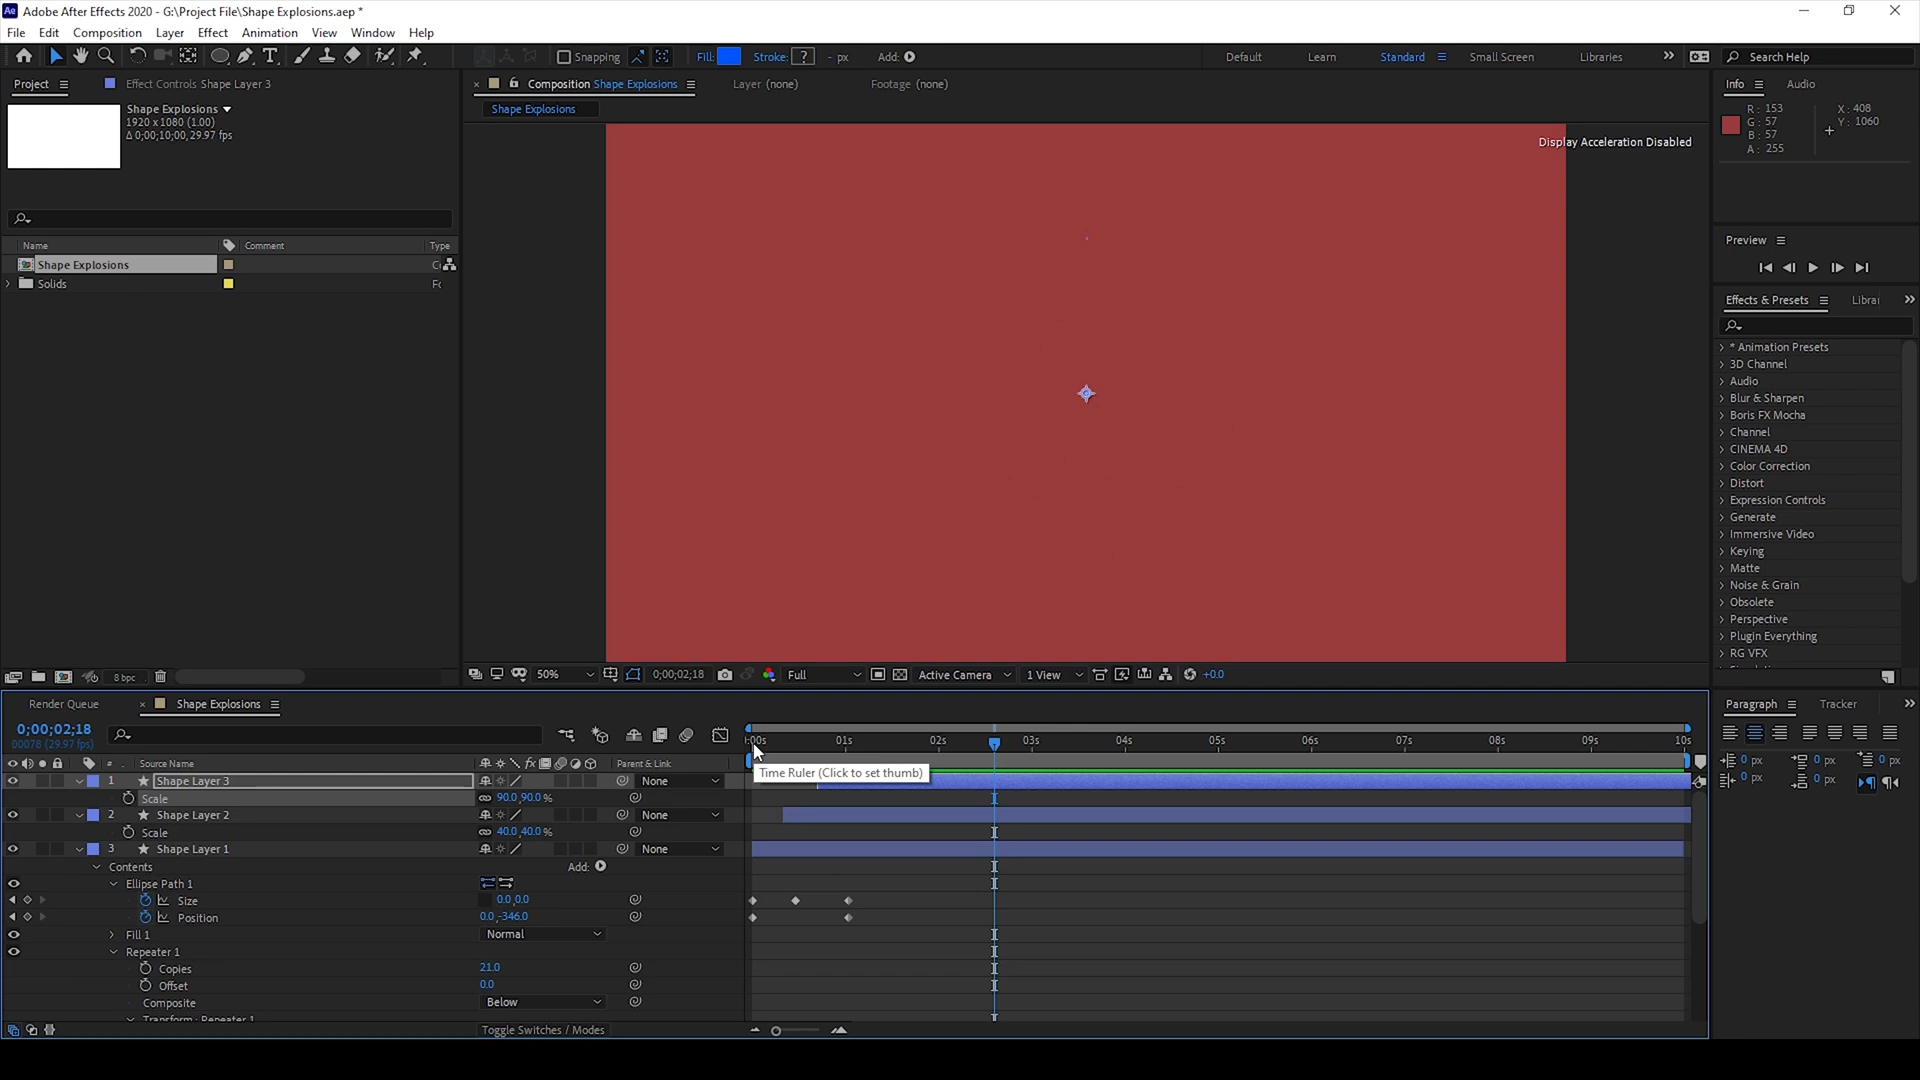 Adobe After Effects 2020 - G:\Project File\Shape Explosions.aep *
File Edit Composition Layer Effect Animation View Window Help
Snapping Fill: Stroke: ? - px Add: Default Learn Standard Small Screen Libraries Search Help
Project Effect Controls Shape Layer 3 Composition Shape Explosions Layer (none) Footage (none) Info Audio
Shape Explosions
1920 x 1080 (1.00)
Δ 0;00;10;00, 29.97 fps
Shape Explosions
Display Acceleration Disabled
R: 153
G: 57
B: 57
A: 255
X: 408
Y: 1060
Name Comment Type
Shape Explosions
Solids
Preview
Effects & Presets Librai
* Animation Presets
3D Channel
Audio
Blur & Sharpen
Boris FX Mocha
Channel
CINEMA 4D
Color Correction
Distort
Expression Controls
Generate
Immersive Video
Keying
Matte
Noise & Grain
Obsolete
Perspective
Plugin Everything
RG VFX
8 bpc 50% 0;00;02;18 Full Active Camera 1 View +0.0
Render Queue Shape Explosions Paragraph Tracker
0;00;02;18
00078 (29.97 fps)
:00s 01s 02s 03s 04s 05s 06s 07s 08s 09s 10s
# Source Name Parent & Link
Time Ruler (Click to set thumb)
1 Shape Layer 3 None
Scale 90.0,90.0 %
2 Shape Layer 2 None
Scale 40.0,40.0 %
3 Shape Layer 1 None
Contents Add:
Ellipse Path 1
Size 0.0,0.0
Position 0.0,-346.0
Fill 1 Normal
Repeater 1
Copies 21.0
Offset 0.0
Composite Below
Transform : Repeater 1
Toggle Switches / Modes
0 px 0 px 0 px
0 px 0 px